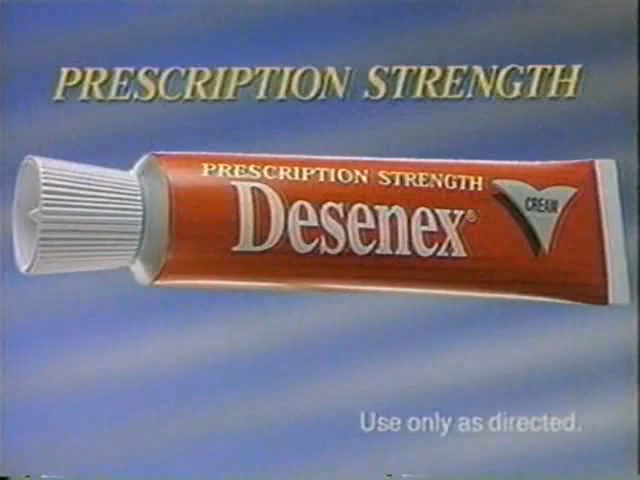 PRESCRIPTION STRENGTH
PRESCRIPTION STRENGTH
Desenex®
CREAM
Use only as directed.